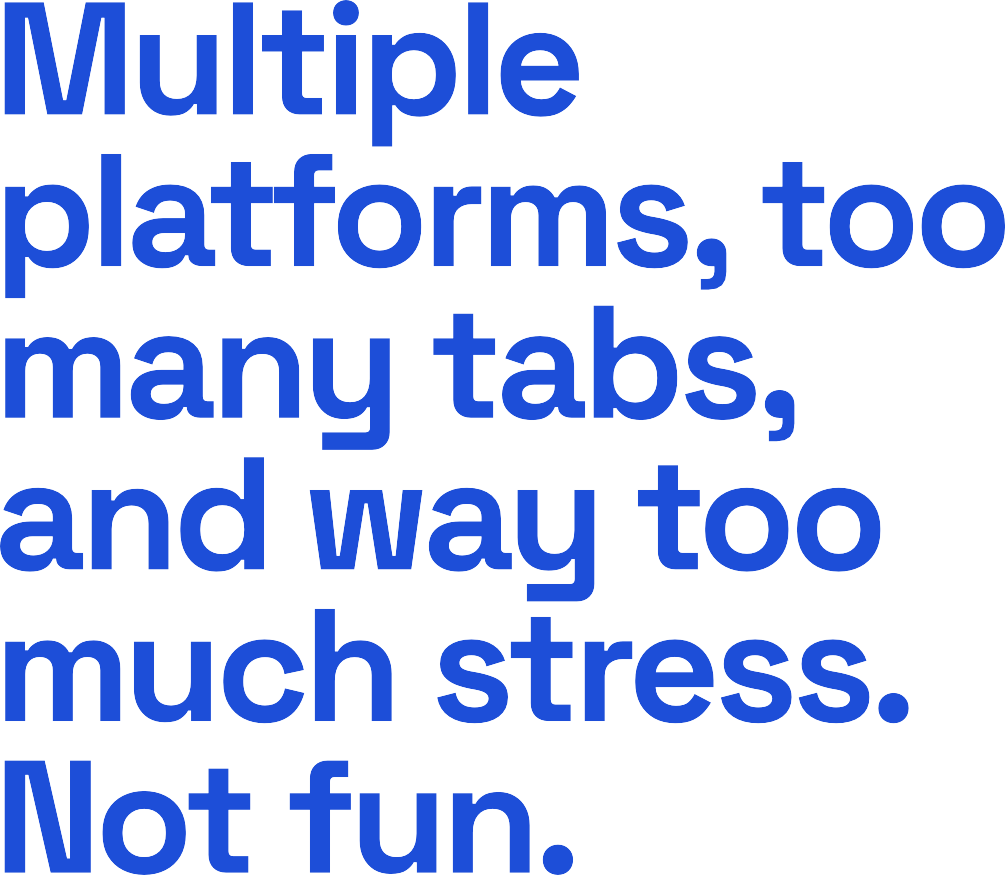 Multiple
platforms, too
many tabs,
and way too
much stress.
Not fun.